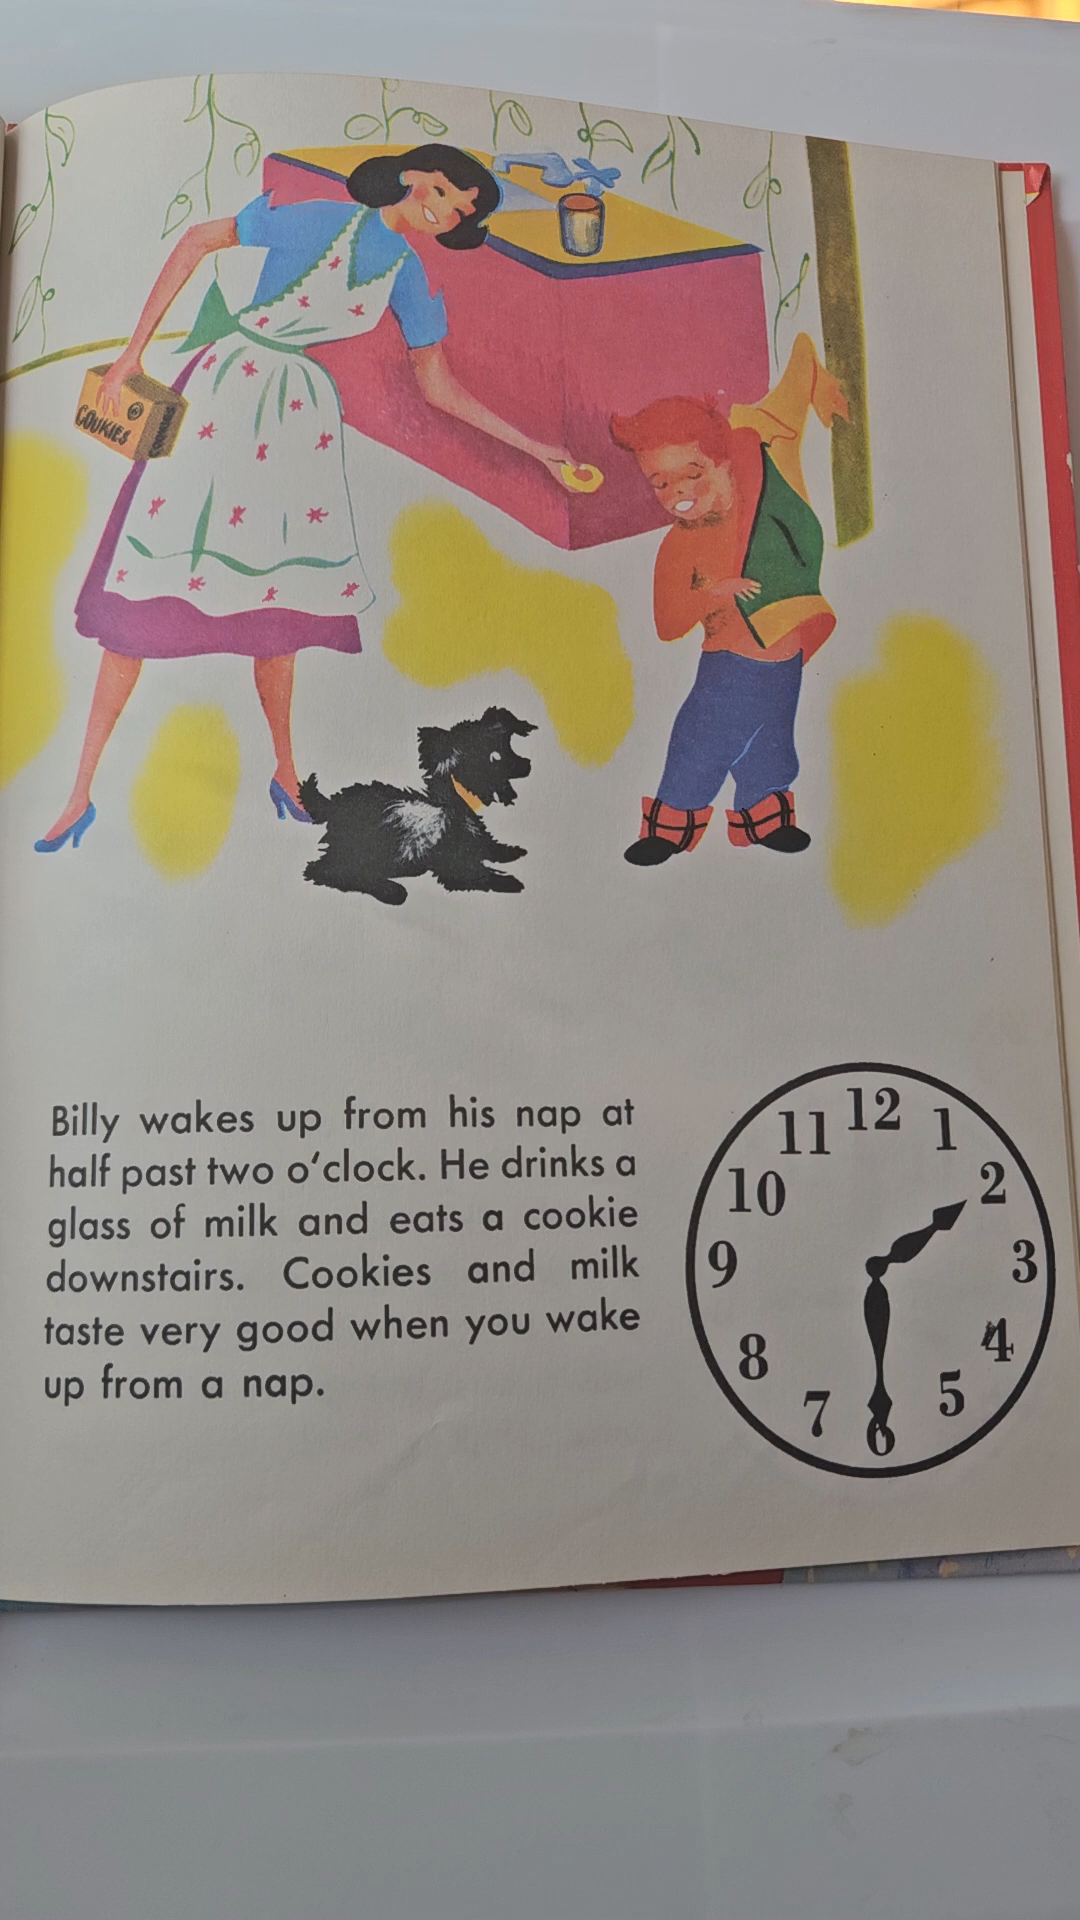 COOKIES
Billy wakes up from his nap at
half past two o'clock. He drinks a
glass of milk and eats a cookie
downstairs. Cookies and milk
taste very good when you wake
up from a nap.
12
11 1
10 2
9 3
8 4
7 5
6